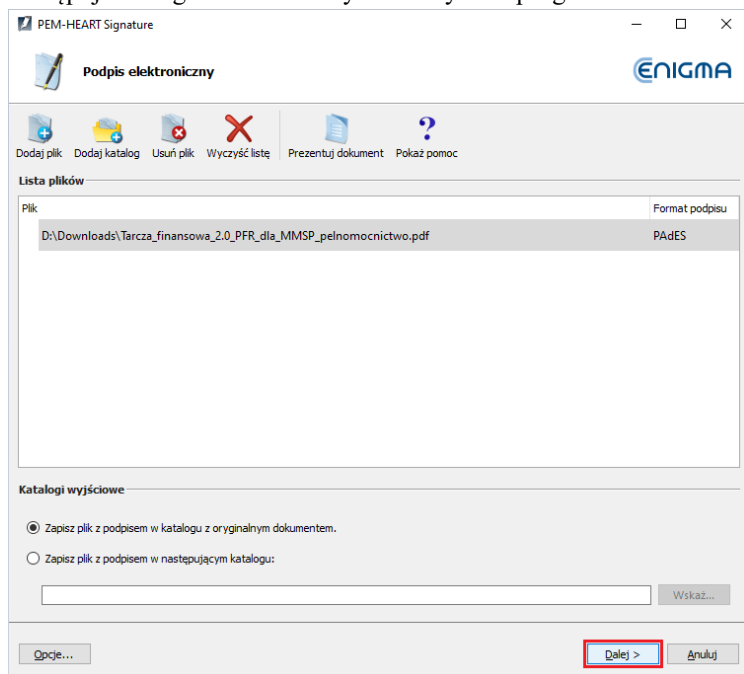 PEM-HEART Signature
Podpis elektroniczny
ENIGMA
Dodaj plik Dodaj katalog Usuń plik Wyczyść listę Prezentuj dokument Pokaż pomoc
Lista plików
Plik Format podpisu
D:\Downloads\Tarcza_finansowa_2.0_PFR_dla_MMSP_pelnomocnictwo.pdf PAdES
Katalogi wyjściowe
Zapisz plik z podpisem w katalogu z oryginalnym dokumentem.
Zapisz plik z podpisem w następującym katalogu:
Wskaż...
Opcje... Dalej > Anuluj